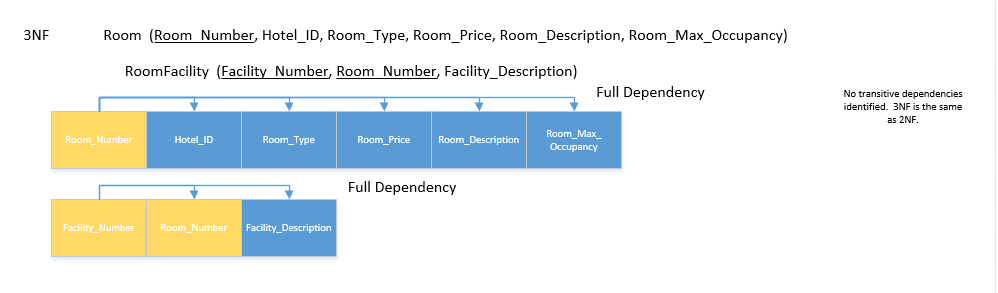 3NF Room (Room_Number, Hotel_ID, Room_Type, Room_Price, Room_Description, Room_Max_Occupancy)
RoomFacility (Facility_Number, Room_Number, Facility_Description)
Full Dependency
No transitive dependencies
identified. 3NF is the same
as 2NF.
Room_Number Hotel_ID Room_Type Room_Price Room_Description Room_Max_
Occupancy
Full Dependency
Facility_Number Room_Number Facility_Description